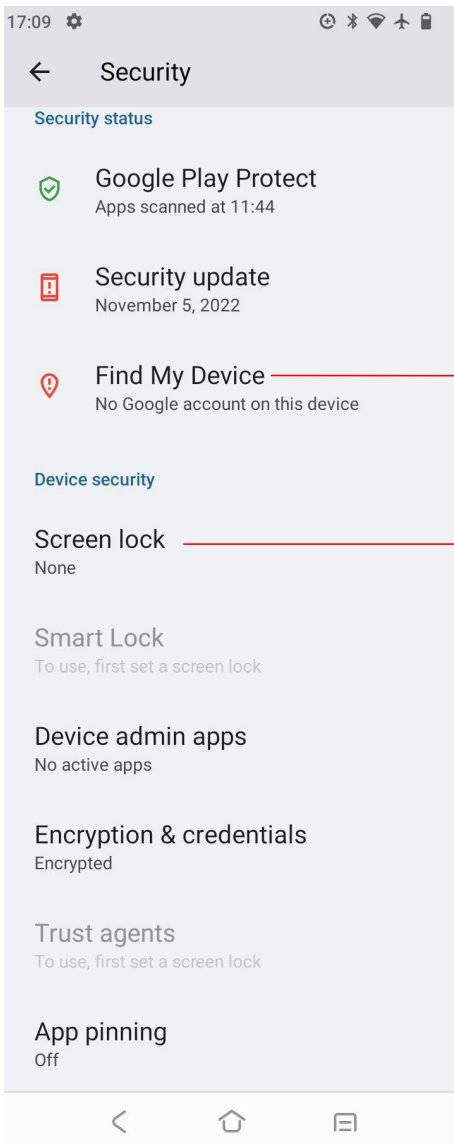 17:09
Security
Security status
Google Play Protect
Apps scanned at 11:44
Security update
November 5, 2022
Find My Device
No Google account on this device
Device security
Screen lock
None
Smart Lock
To use, first set a screen lock
Device admin apps
No active apps
Encryption & credentials
Encrypted
Trust agents
To use, first set a screen lock
App pinning
Off